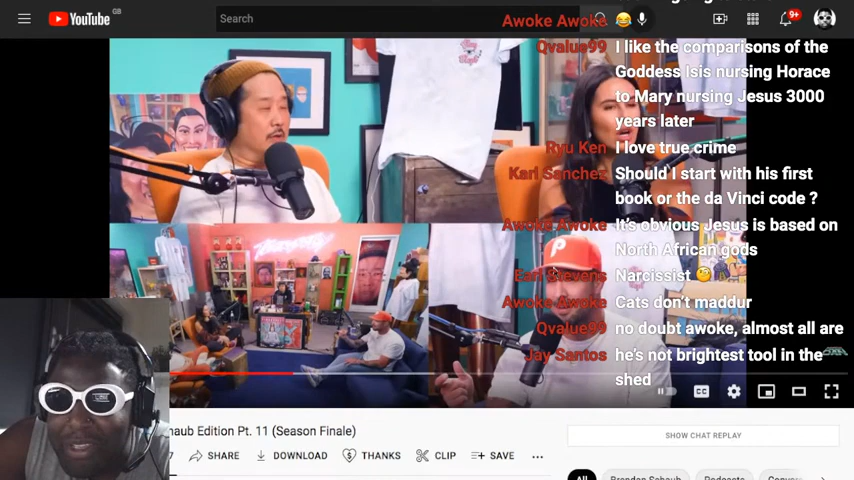 YouTube GB
Search
9+
Awoke Awoke 😂
Qvalue99 I like the comparisons of the
Goddess Isis nursing Horace
to Mary nursing Jesus 3000
years later
Ryu Ken I love true crime
Karl Sanchez Should I start with his first
book or the da Vinci code ?
Awoke Awoke It's obvious Jesus is based on
North African gods
Earl Stevens Narcissist 🧐
Awoke Awoke Cats don't maddur
Qvalue99 no doubt awoke, almost all are
Jay Santos he's not brightest tool in the
shed
CC
haub Edition Pt. 11 (Season Finale)
SHOW CHAT REPLAY
SHARE
DOWNLOAD
THANKS
CLIP
SAVE
All
Brendan Schaub
Podcasts